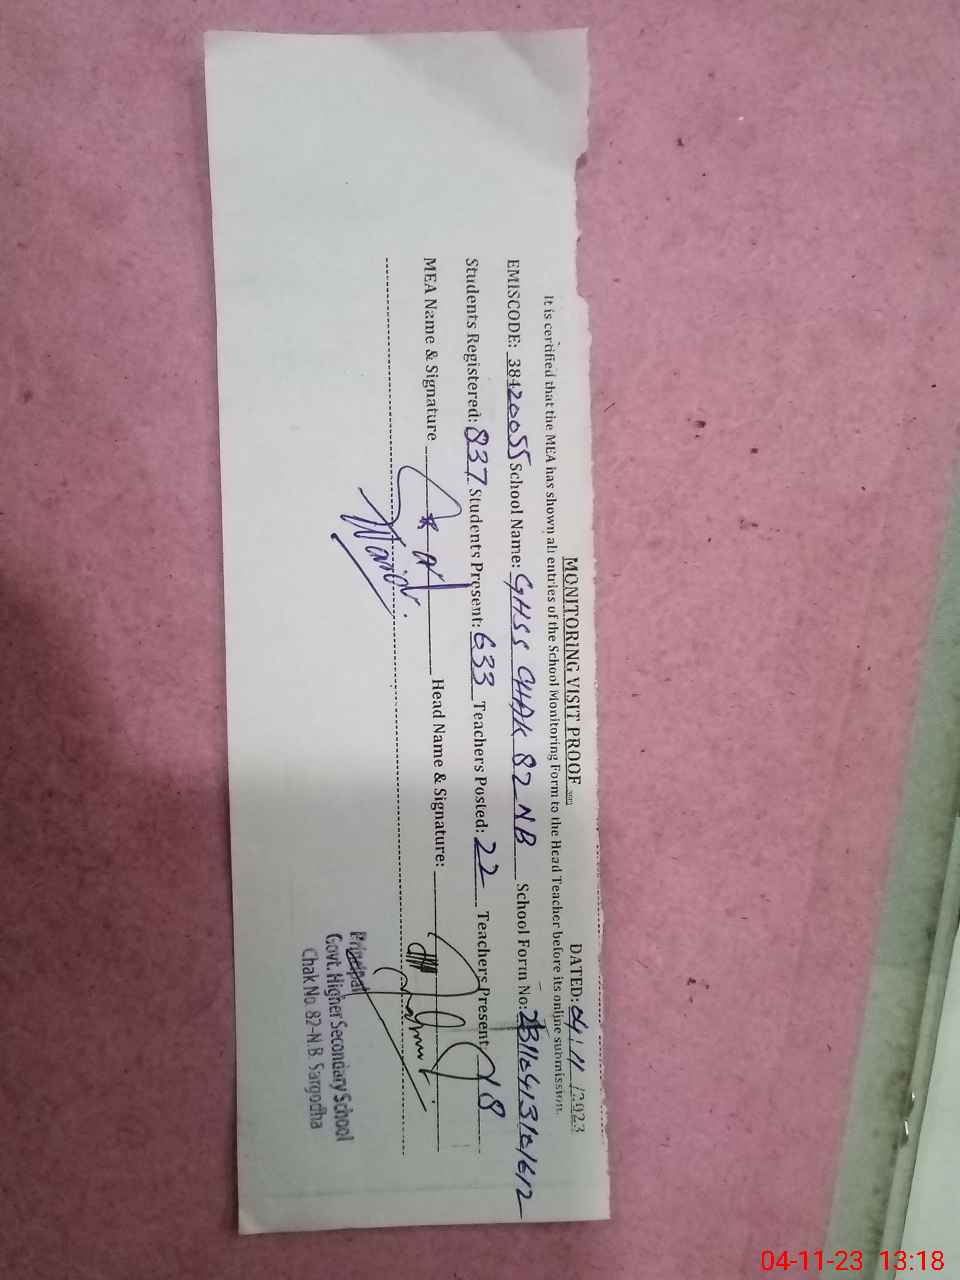 MONITORING VISIT PROOF
DATED: 04/11/2023
It is certified that the MEA has shown all entries of the School Monitoring Form to the Head Teacher before its online submission.
EMISCODE: 38420055 School Name: GHSS CHAK 82 NB School Form No:
Students Registered: 837 Students Present: 633 Teachers Posted: 22 Teachers Present 18
MEA Name & Signature Head Name & Signature:
Principal
Govt. Higher Secondary School
Chak No. 82-N.B. Sargodha
04-11-23 13:18